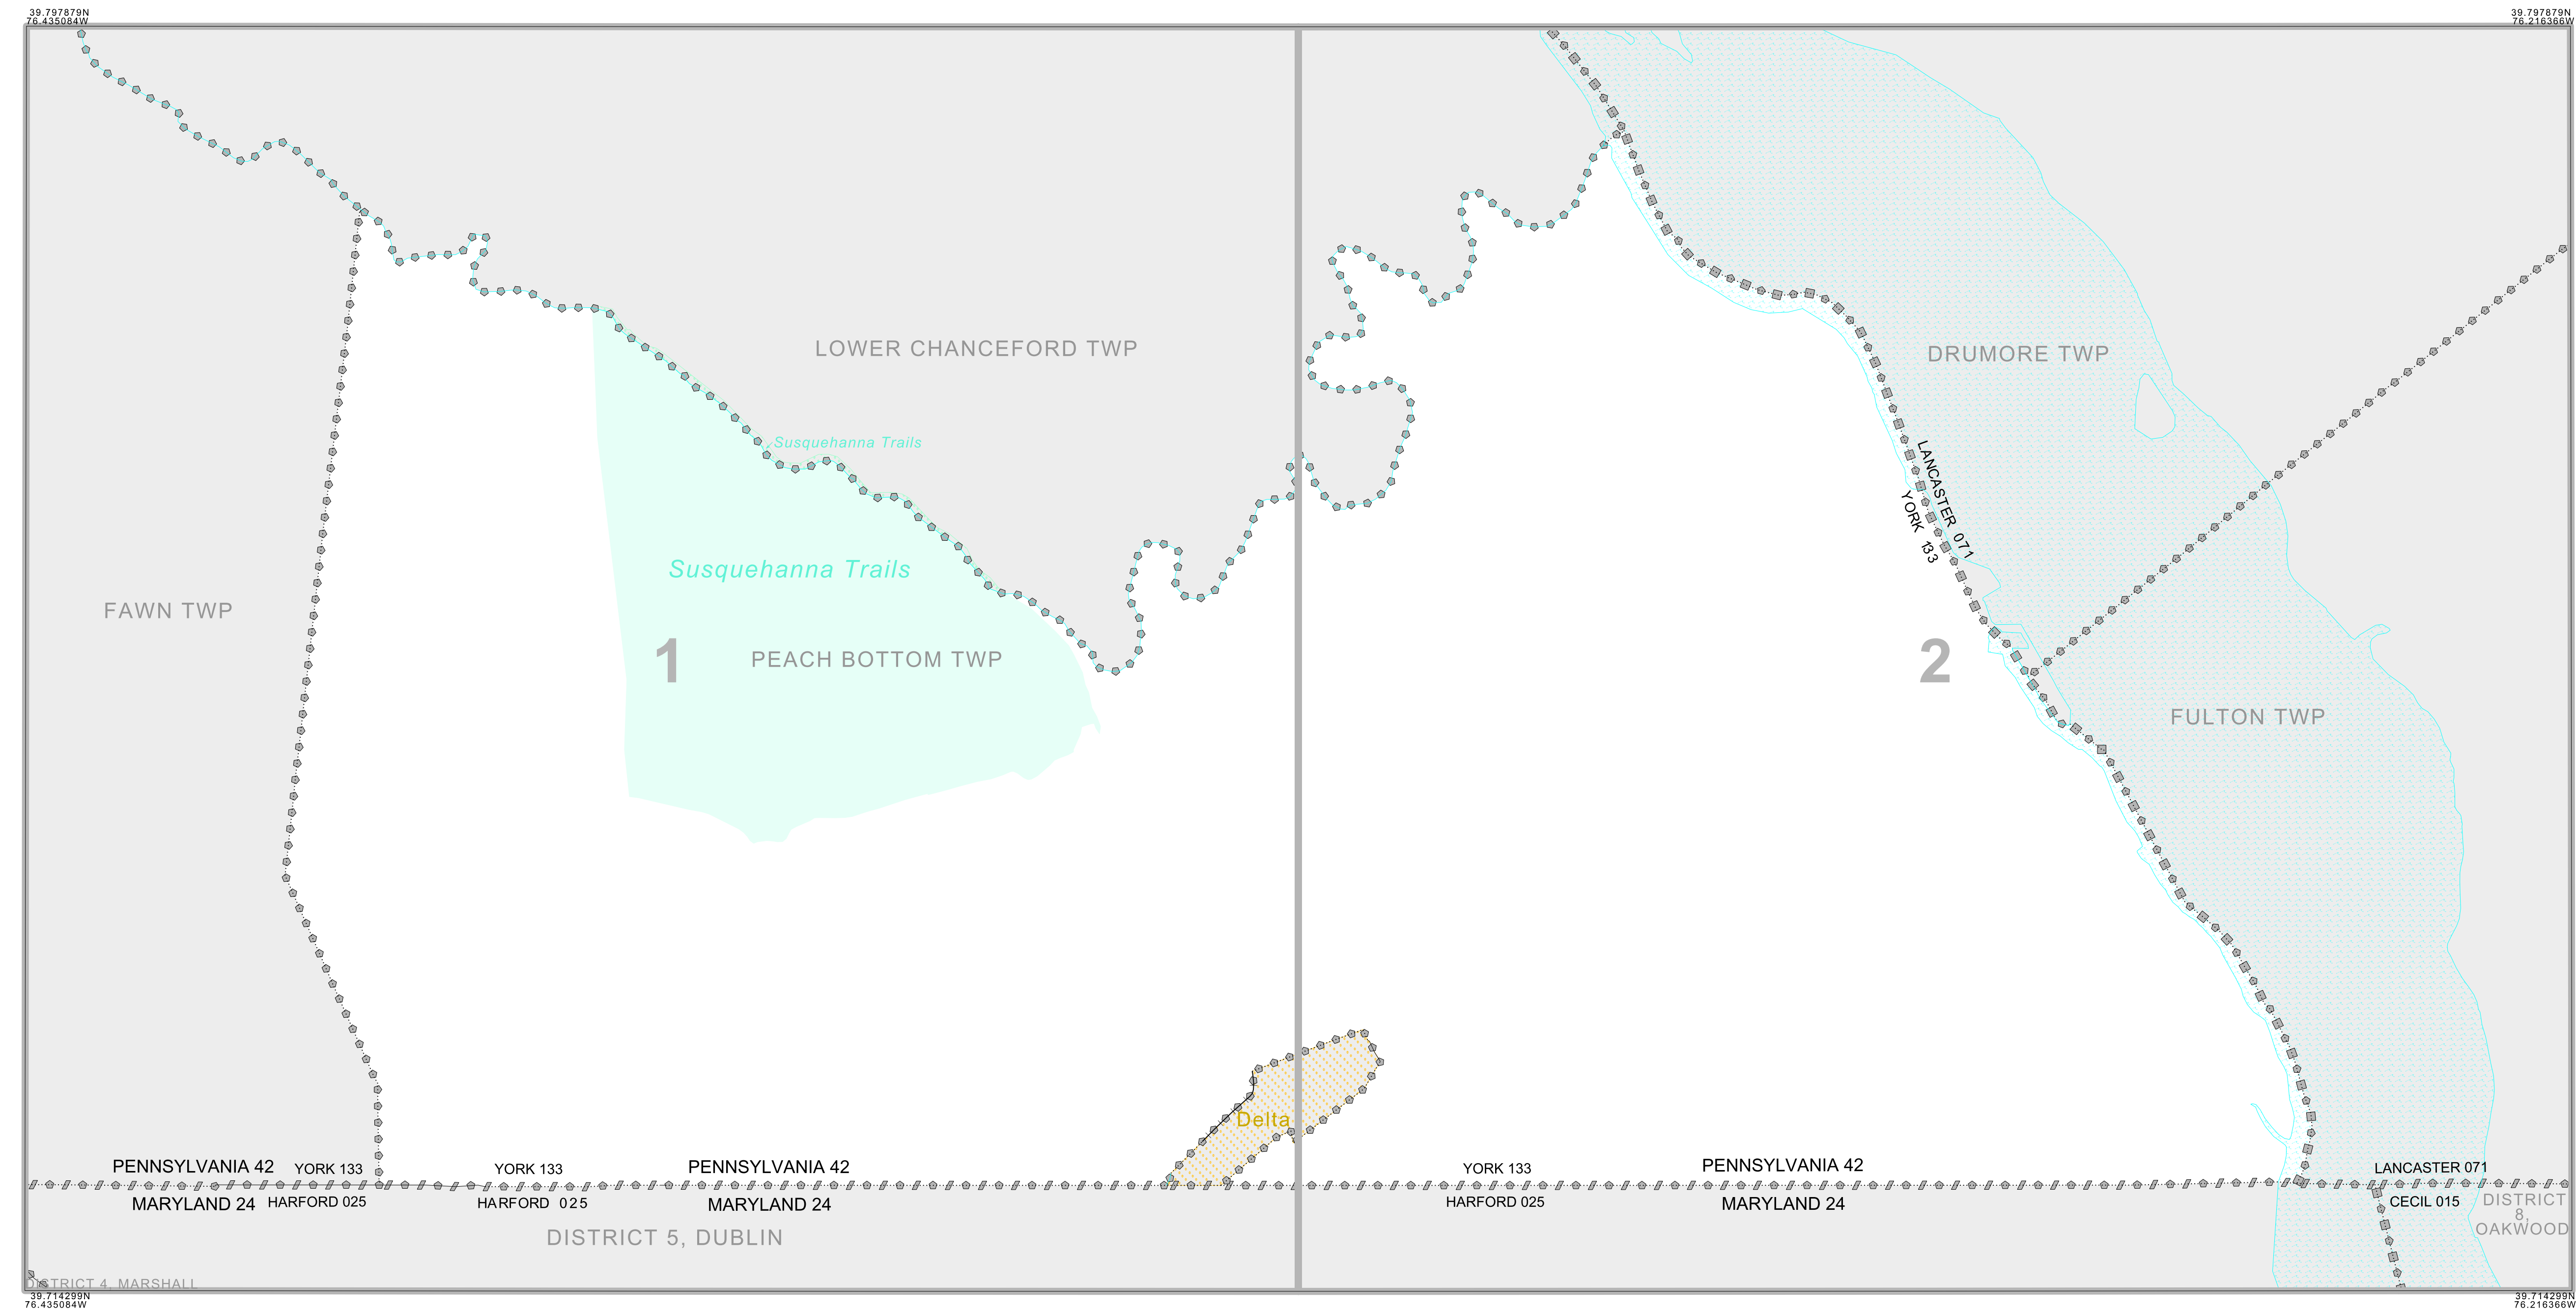 39.797879N
76.435084W
39.797879N
76.216366W
LOWER CHANCEFORD TWP
DRUMORE TWP
Susquehanna Trails
LANCASTER 071
YORK 133
Susquehanna Trails
FAWN TWP
1
PEACH BOTTOM TWP
2
FULTON TWP
Delta
PENNSYLVANIA 42
YORK 133
YORK 133
PENNSYLVANIA 42
YORK 133
PENNSYLVANIA 42
LANCASTER 071
MARYLAND 24
HARFORD 025
HARFORD 025
MARYLAND 24
HARFORD 025
MARYLAND 24
CECIL 015
DISTRICT
8,
OAKWOOD
DISTRICT 5, DUBLIN
DISTRICT 4, MARSHALL
39.714299N
76.435084W
39.714299N
76.216366W